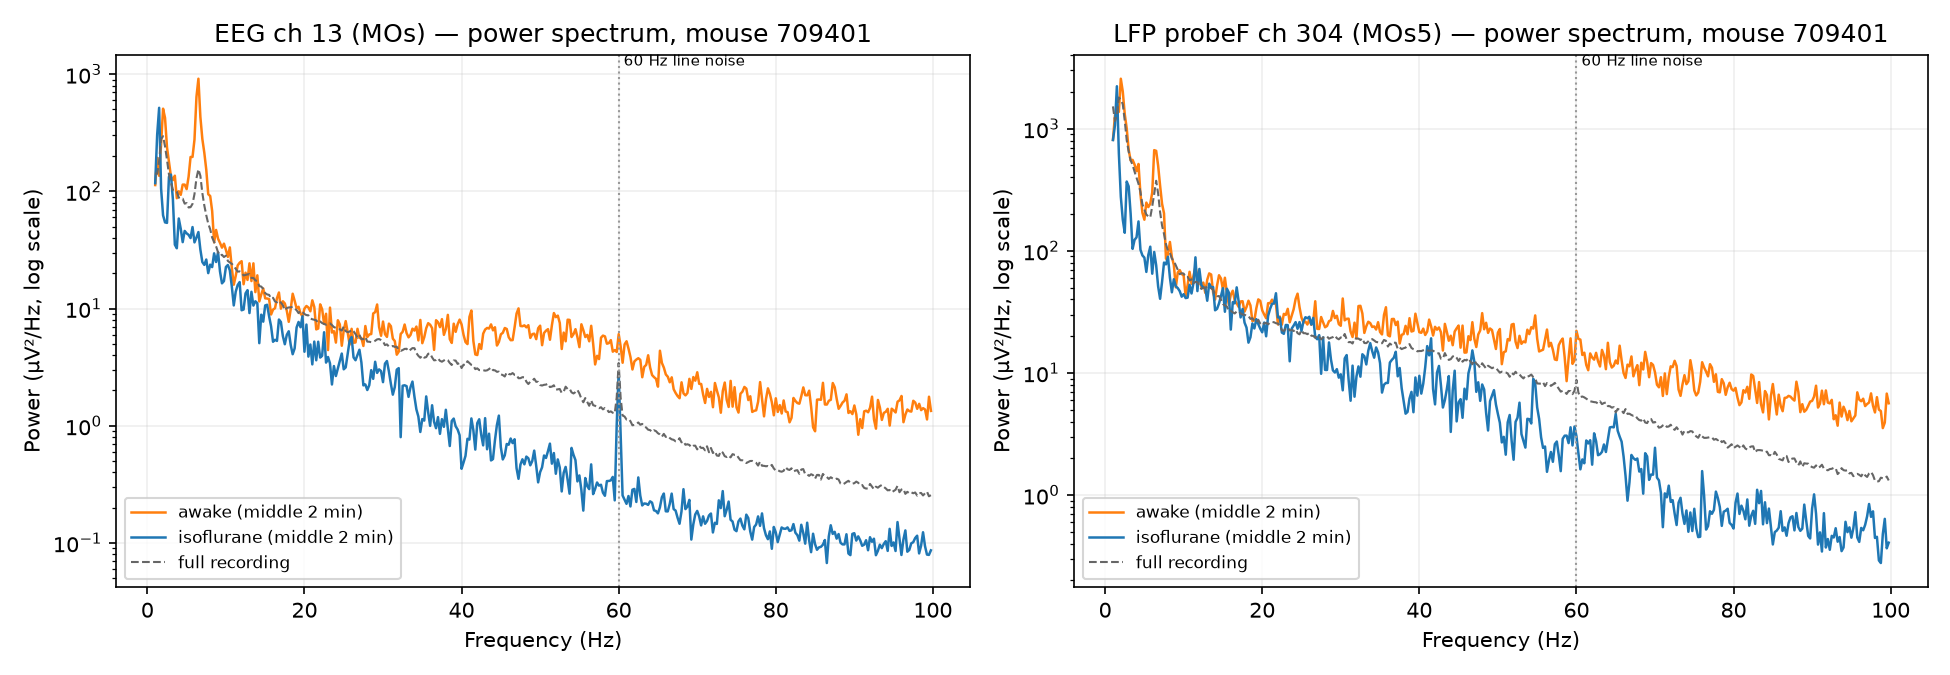 EEG ch 13 (MOs) — power spectrum, mouse 709401
60 Hz line noise
10³
10²
10¹
10⁰
10⁻¹
Power (µV²/Hz, log scale)
awake (middle 2 min)
isoflurane (middle 2 min)
full recording
0 20 40 60 80 100
Frequency (Hz)
LFP probeF ch 304 (MOs5) — power spectrum, mouse 709401
60 Hz line noise
10³
10²
10¹
10⁰
Power (µV²/Hz, log scale)
awake (middle 2 min)
isoflurane (middle 2 min)
full recording
0 20 40 60 80 100
Frequency (Hz)